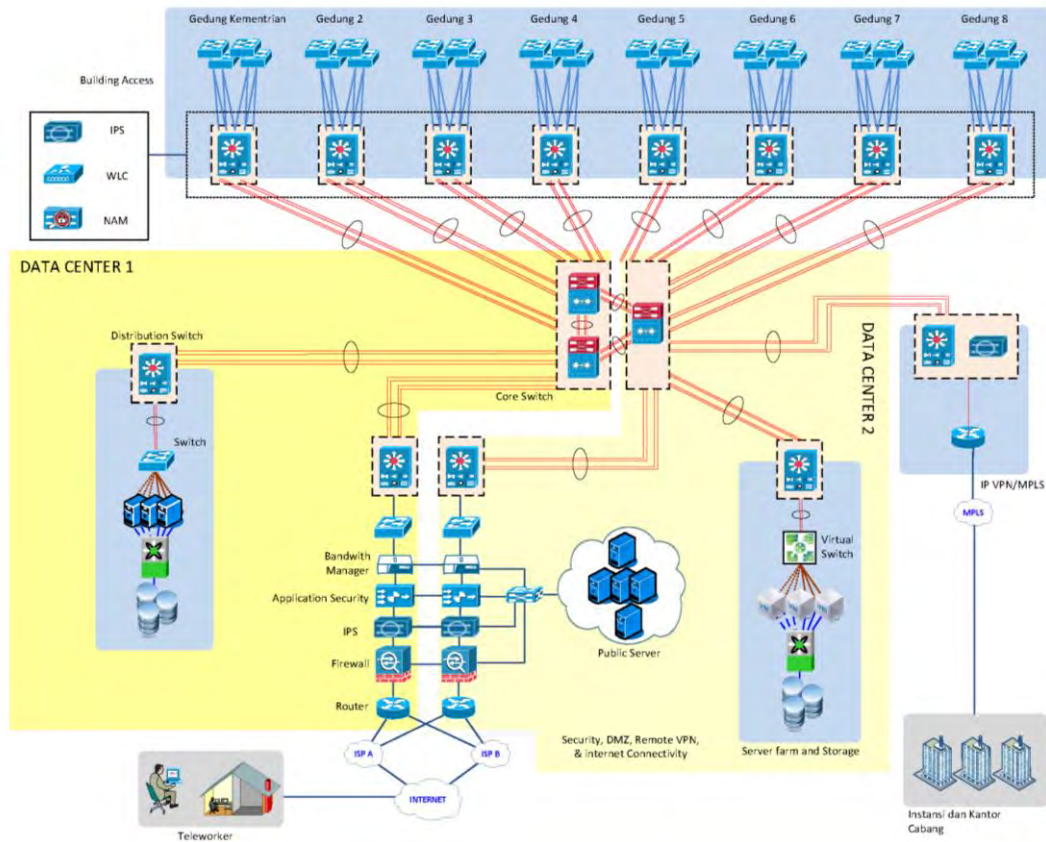 Gedung Kementrian
Gedung 2
Gedung 3
Gedung 4
Gedung 5
Gedung 6
Gedung 7
Gedung 8
Building Access
IPS
WLC
NAM
DATA CENTER 1
DATA CENTER 2
Distribution Switch
Core Switch
Switch
IP VPN/MPLS
MPLS
Virtual
Switch
Bandwith
Manager
Application Security
IPS
Firewall
Router
Public Server
ISP A
ISP B
Security, DMZ, Remote VPN,
& internet Connectivity
Server farm and Storage
INTERNET
Teleworker
Instansi dan Kantor
Cabang